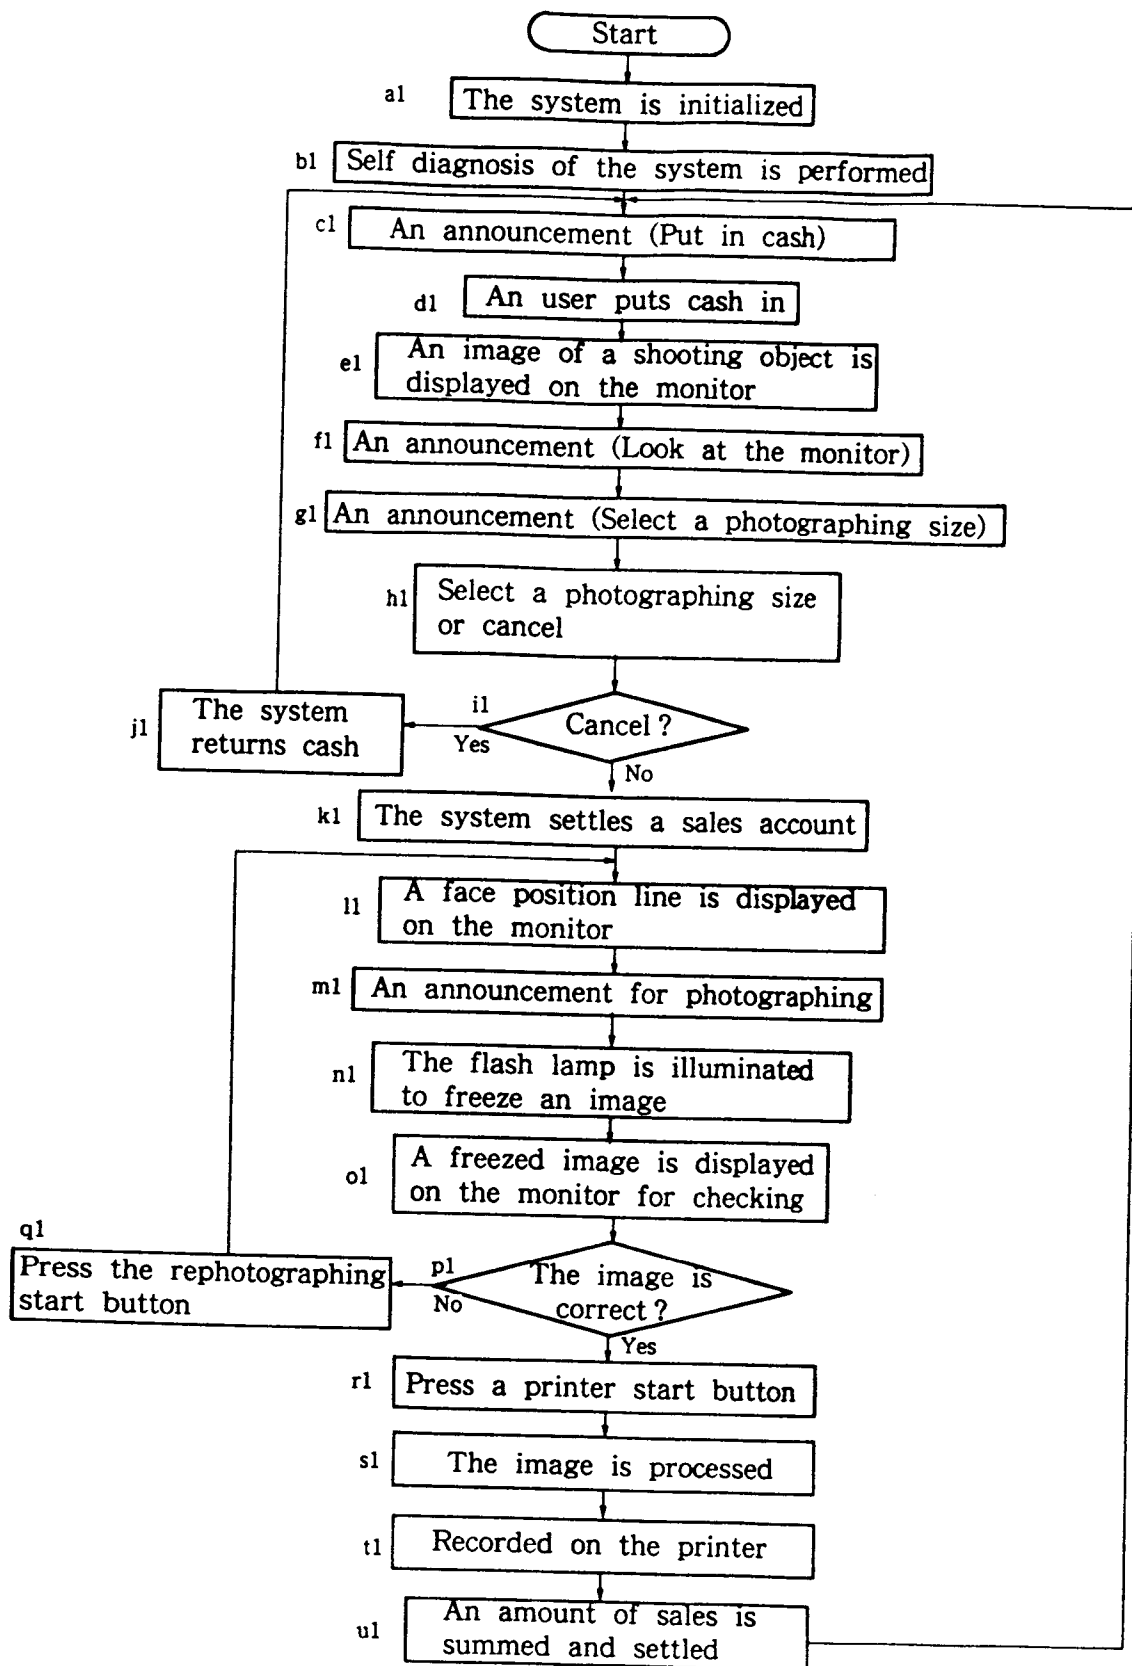 Start
a1
The system is initialized
b1
Self diagnosis of the system is performed
c1
An announcement (Put in cash)
d1
An user puts cash in
e1
An image of a shooting object is
displayed on the monitor
f1
An announcement (Look at the monitor)
g1
An announcement (Select a photographing size)
h1
Select a photographing size
or cancel
i1
Cancel?
Yes
No
j1
The system
returns cash
k1
The system settles a sales account
l1
A face position line is displayed
on the monitor
m1
An announcement for photographing
n1
The flash lamp is illuminated
to freeze an image
o1
A freezed image is displayed
on the monitor for checking
p1
The image is
correct?
No
Yes
q1
Press the rephotographing
start button
r1
Press a printer start button
s1
The image is processed
t1
Recorded on the printer
u1
An amount of sales is
summed and settled